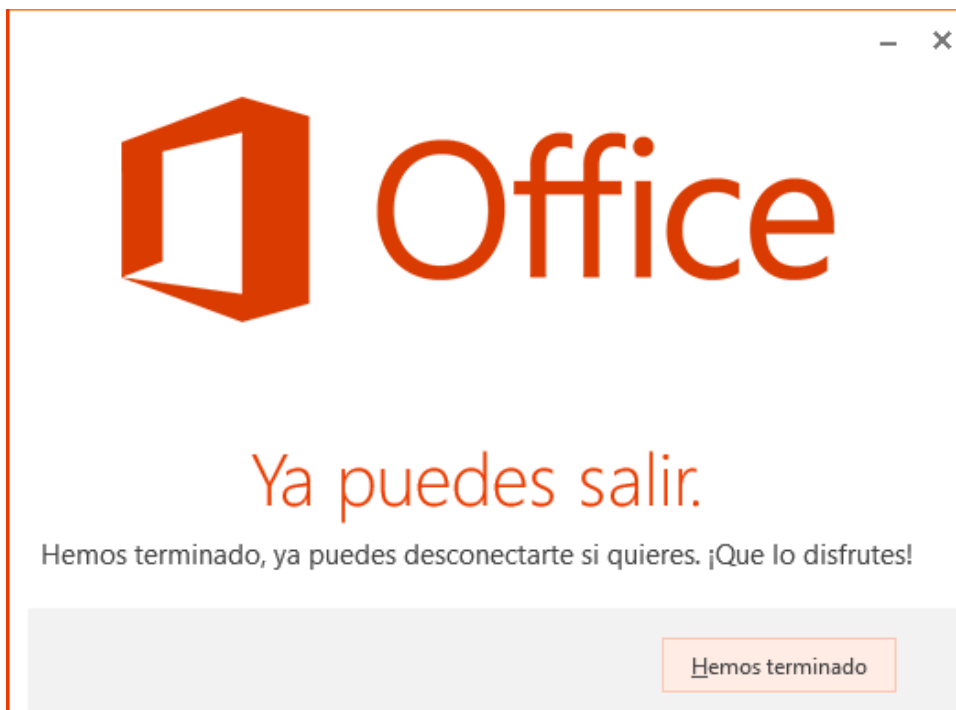 Office
Ya puedes salir.
Hemos terminado, ya puedes desconectarte si quieres. ¡Que lo disfrutes!
Hemos terminado